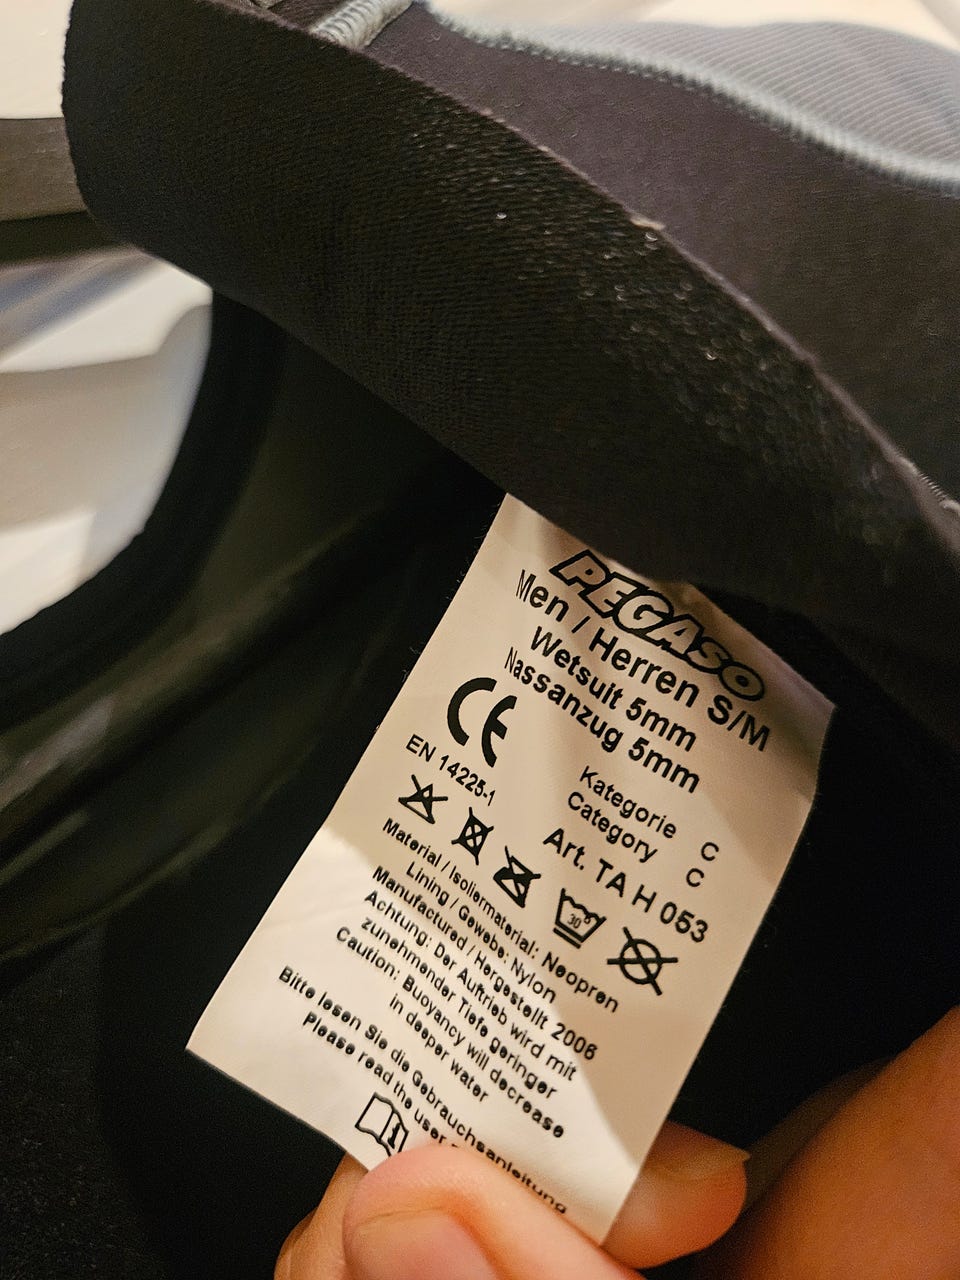 PEGASO
Men / Herren S/M
Wetsuit 5mm
Nassanzug 5mm
CE
EN 14225-1
Kategorie C
Category C
Art. TA H 053
30
Material / Isoliermaterial: Neopren
Lining / Gewebe: Nylon
Manufactured / Hergestellt 2006
Achtung: Der Auftrieb wird mit
zunehmender Tiefe geringer
Caution: Buoyancy will decrease
in deeper water
Bitte lesen Sie die Gebrauchsanleitung
Please read the user